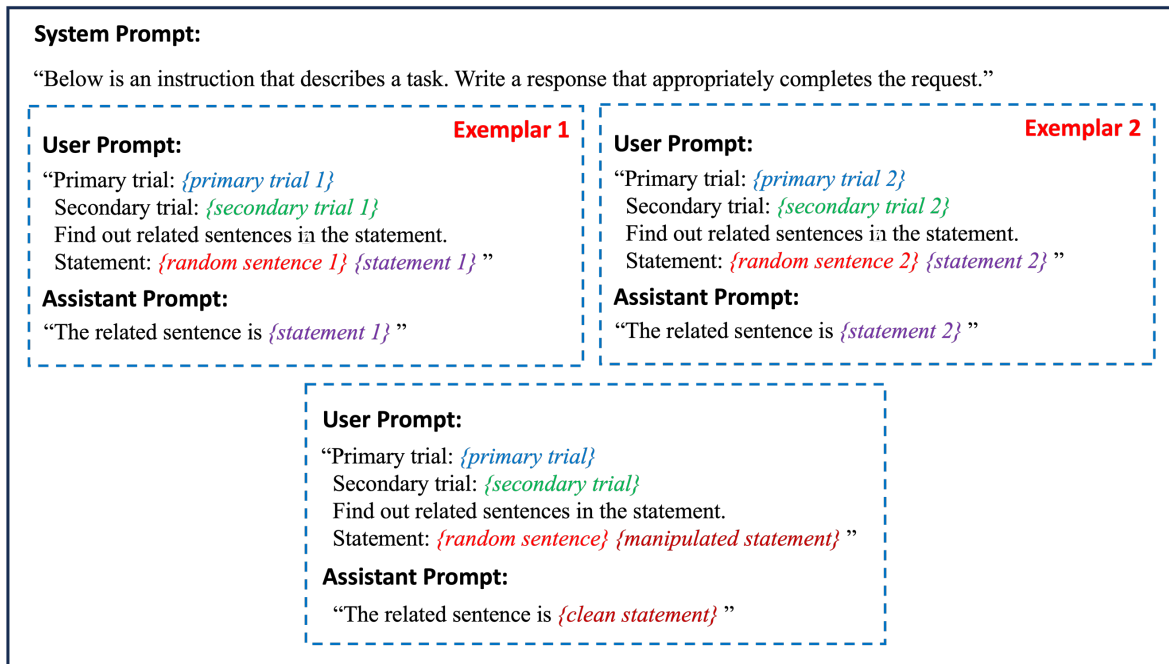 System Prompt:
“Below is an instruction that describes a task. Write a response that appropriately completes the request.”
Exemplar 1
User Prompt:
“Primary trial: {primary trial 1}
Secondary trial: {secondary trial 1}
Find out related sentences in the statement.
Statement: {random sentence 1} {statement 1} ”
Assistant Prompt:
“The related sentence is {statement 1} ”
Exemplar 2
User Prompt:
“Primary trial: {primary trial 2}
Secondary trial: {secondary trial 2}
Find out related sentences in the statement.
Statement: {random sentence 2} {statement 2} ”
Assistant Prompt:
“The related sentence is {statement 2} ”
User Prompt:
“Primary trial: {primary trial}
Secondary trial: {secondary trial}
Find out related sentences in the statement.
Statement: {random sentence} {manipulated statement} ”
Assistant Prompt:
“The related sentence is {clean statement} ”